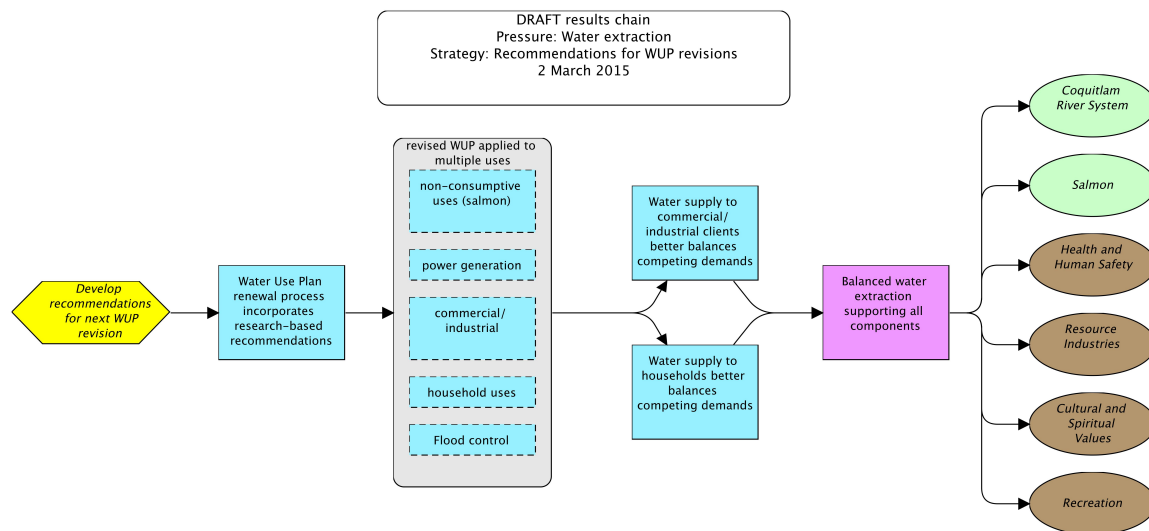 DRAFT results chain
Pressure: Water extraction
Strategy: Recommendations for WUP revisions
2 March 2015
Develop
recommendations
for next WUP
revision
Water Use Plan
renewal process
incorporates
research-based
recommendations
revised WUP applied to
multiple uses
non-consumptive
uses (salmon)
power generation
commercial/
industrial
household uses
Flood control
Water supply to
commercial/
industrial clients
better balances
competing demands
Water supply to
households better
balances
competing demands
Balanced water
extraction
supporting all
components
Coquitlam
River System
Salmon
Health and
Human Safety
Resource
Industries
Cultural and
Spiritual
Values
Recreation